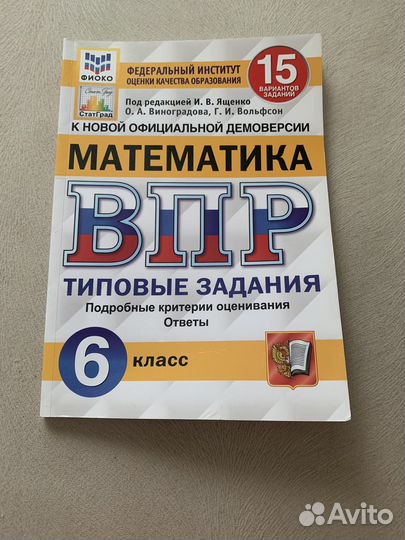 ФИОКО
СтатГрад
ФЕДЕРАЛЬНЫЙ ИНСТИТУТ
ОЦЕНКИ КАЧЕСТВА ОБРАЗОВАНИЯ
15
ВАРИАНТОВ
ЗАДАНИЙ
Под редакцией И. В. Ященко
О. А. Виноградова, Г. И. Вольфсон
К НОВОЙ ОФИЦИАЛЬНОЙ ДЕМОВЕРСИИ
МАТЕМАТИКА
ВПР
ТИПОВЫЕ ЗАДАНИЯ
Подробные критерии оценивания
Ответы
6 класс
Avito